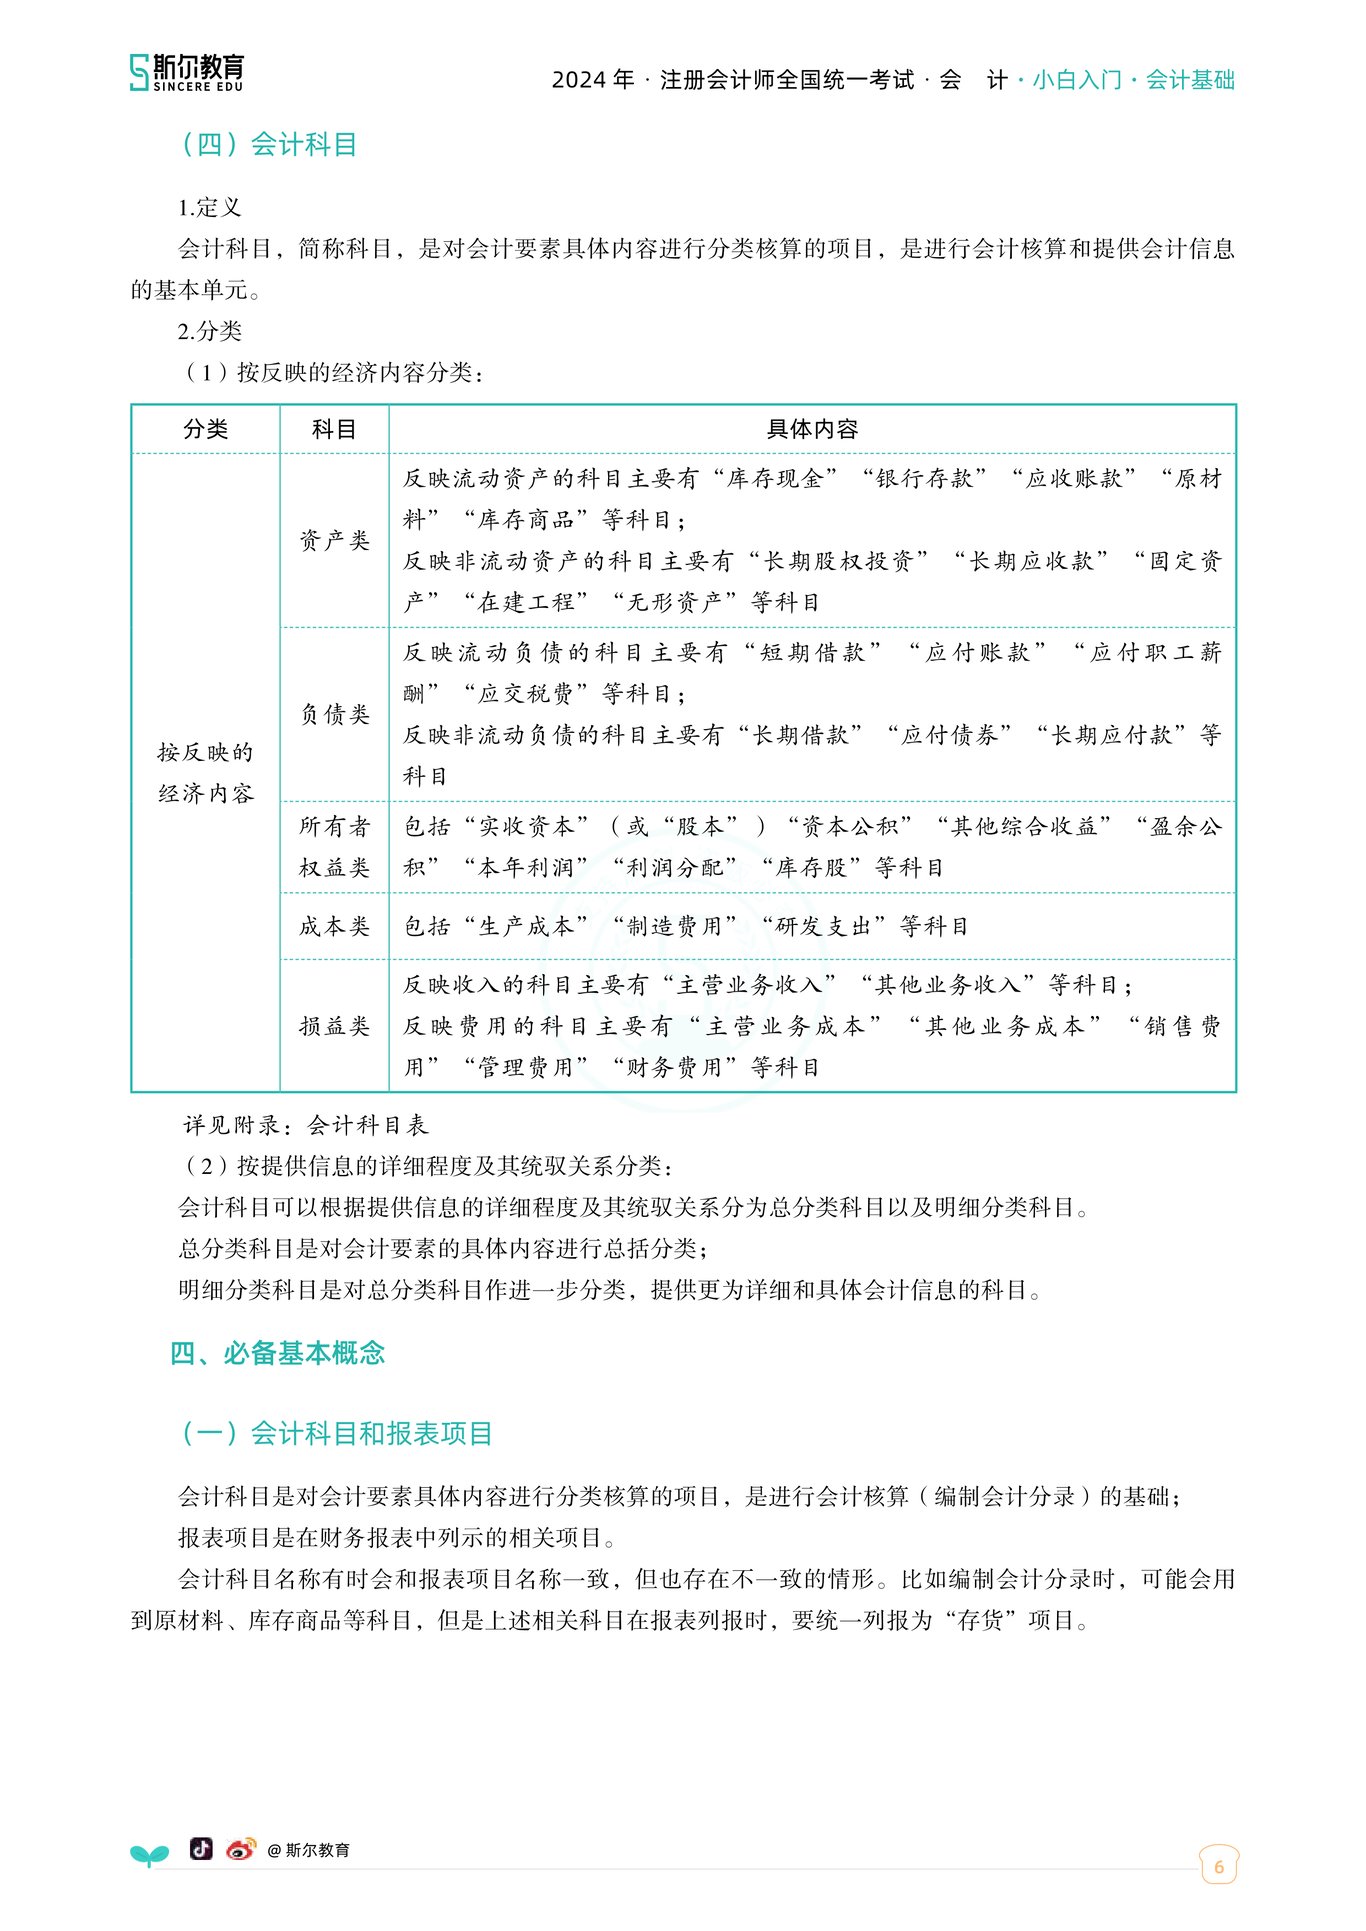 斯尔教育
SINCERE EDU
2024 年 · 注册会计师全国统一考试 · 会　计 · 小白入门 · 会计基础
（四）会计科目
1.定义
会计科目，简称科目，是对会计要素具体内容进行分类核算的项目，是进行会计核算和提供会计信息
的基本单元。
2.分类
（1）按反映的经济内容分类：
分类　科目　具体内容
按反映的
经济内容
资产类
反映流动资产的科目主要有“库存现金”“银行存款”“应收账款”“原材
料”“库存商品”等科目；
反映非流动资产的科目主要有“长期股权投资”“长期应收款”“固定资
产”“在建工程”“无形资产”等科目
负债类
反映流动负债的科目主要有“短期借款”“应付账款”“应付职工薪
酬”“应交税费”等科目；
反映非流动负债的科目主要有“长期借款”“应付债券”“长期应付款”等
科目
所有者
权益类
包括“实收资本”（或“股本”）“资本公积”“其他综合收益”“盈余公
积”“本年利润”“利润分配”“库存股”等科目
成本类
包括“生产成本”“制造费用”“研发支出”等科目
损益类
反映收入的科目主要有“主营业务收入”“其他业务收入”等科目；
反映费用的科目主要有“主营业务成本”“其他业务成本”“销售费
用”“管理费用”“财务费用”等科目
详见附录：会计科目表
（2）按提供信息的详细程度及其统驭关系分类：
会计科目可以根据提供信息的详细程度及其统驭关系分为总分类科目以及明细分类科目。
总分类科目是对会计要素的具体内容进行总括分类；
明细分类科目是对总分类科目作进一步分类，提供更为详细和具体会计信息的科目。
四、必备基本概念
（一）会计科目和报表项目
会计科目是对会计要素具体内容进行分类核算的项目，是进行会计核算（编制会计分录）的基础；
报表项目是在财务报表中列示的相关项目。
会计科目名称有时会和报表项目名称一致，但也存在不一致的情形。比如编制会计分录时，可能会用
到原材料、库存商品等科目，但是上述相关科目在报表列报时，要统一列报为“存货”项目。
@ 斯尔教育
6